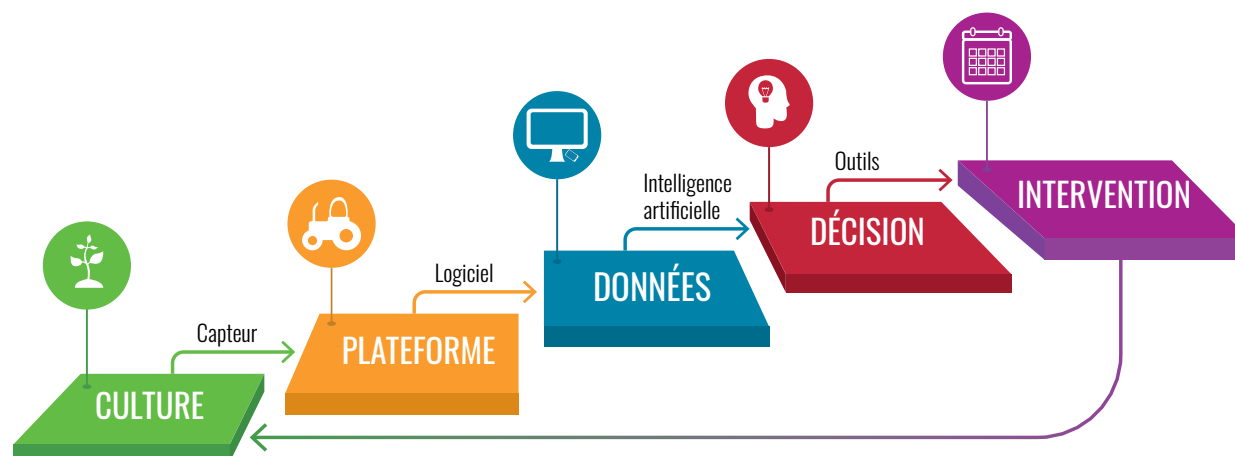 CULTURE
Capteur
PLATEFORME
Logiciel
DONNÉES
Intelligence
artificielle
DÉCISION
Outils
INTERVENTION